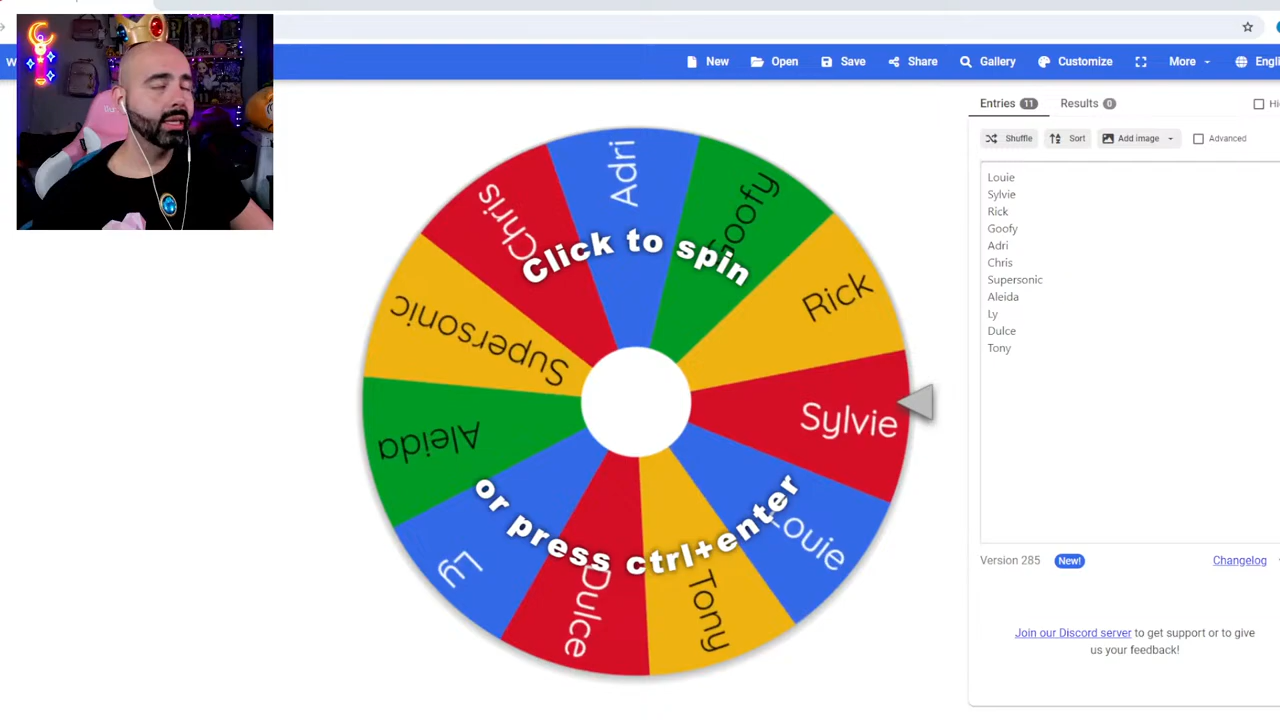 W
New
Open
Save
Share
Gallery
Customize
More
Engli
Entries 11
Results 0
Hi
Shuffle
Sort
Add image
Advanced
Louie
Sylvie
Rick
Goofy
Adri
Chris
Supersonic
Aleida
Ly
Dulce
Tony
Adri
Goofy
Chris
Click to spin
Rick
Supersonic
Sylvie
Aleida
or press ctrl+enter
Louie
Ly
Dulce
Tony
Version 285 New!
Changelog
Join our Discord server to get support or to give
us your feedback!